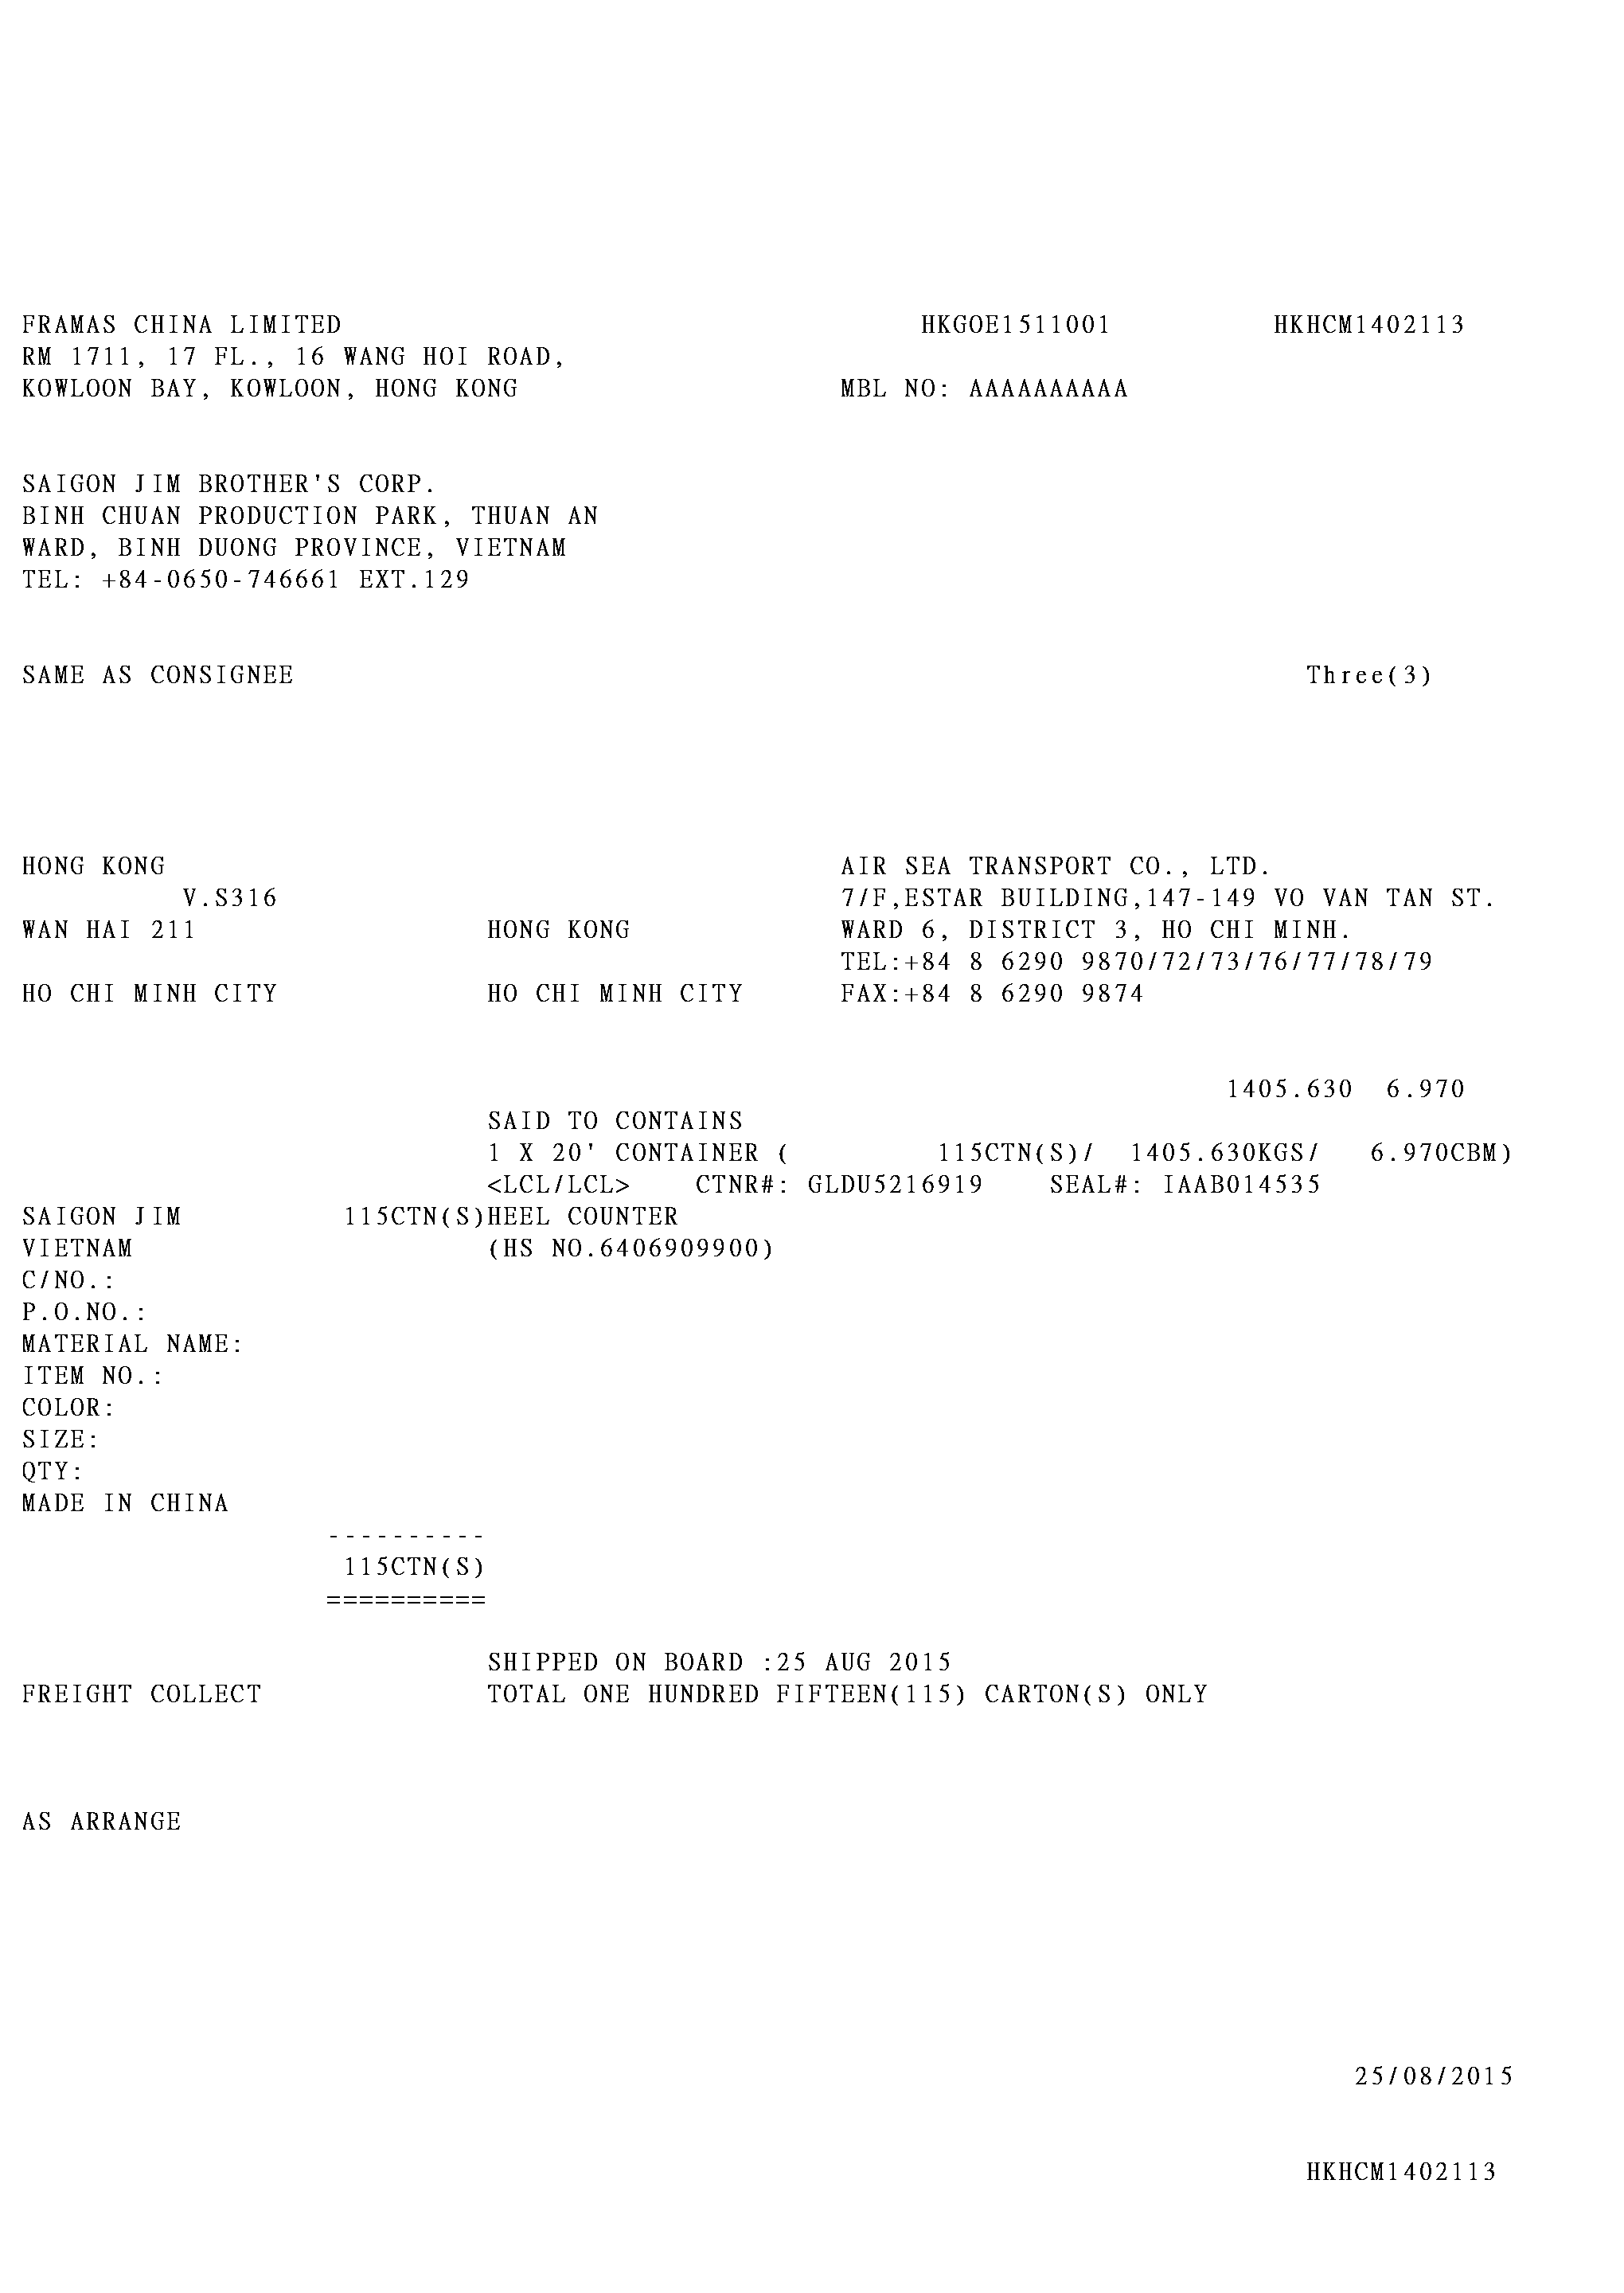 FRAMAS CHINA LIMITED HKGOE1511001 HKHCM1402113
RM 1711, 17 FL., 16 WANG HOI ROAD,
KOWLOON BAY, KOWLOON, HONG KONG MBL NO: AAAAAAAAAA
SAIGON JIM BROTHER'S CORP.
BINH CHUAN PRODUCTION PARK, THUAN AN
WARD, BINH DUONG PROVINCE, VIETNAM
TEL: +84-0650-746661 EXT.129
SAME AS CONSIGNEE Three(3)
HONG KONG AIR SEA TRANSPORT CO., LTD.
V.S316 7/F,ESTAR BUILDING,147-149 VO VAN TAN ST.
WAN HAI 211 HONG KONG WARD 6, DISTRICT 3, HO CHI MINH.
TEL:+84 8 6290 9870/72/73/76/77/78/79
HO CHI MINH CITY HO CHI MINH CITY FAX:+84 8 6290 9874
1405.630 6.970
SAID TO CONTAINS
1 X 20' CONTAINER ( 115CTN(S)/ 1405.630KGS/ 6.970CBM)
<LCL/LCL> CTNR#: GLDU5216919 SEAL#: IAAB014535
SAIGON JIM 115CTN(S)HEEL COUNTER
VIETNAM (HS NO.6406909900)
C/NO.:
P.O.NO.:
MATERIAL NAME:
ITEM NO.:
COLOR:
SIZE:
QTY:
MADE IN CHINA
----------
115CTN(S)
==========
SHIPPED ON BOARD :25 AUG 2015
FREIGHT COLLECT TOTAL ONE HUNDRED FIFTEEN(115) CARTON(S) ONLY
AS ARRANGE
25/08/2015
HKHCM1402113